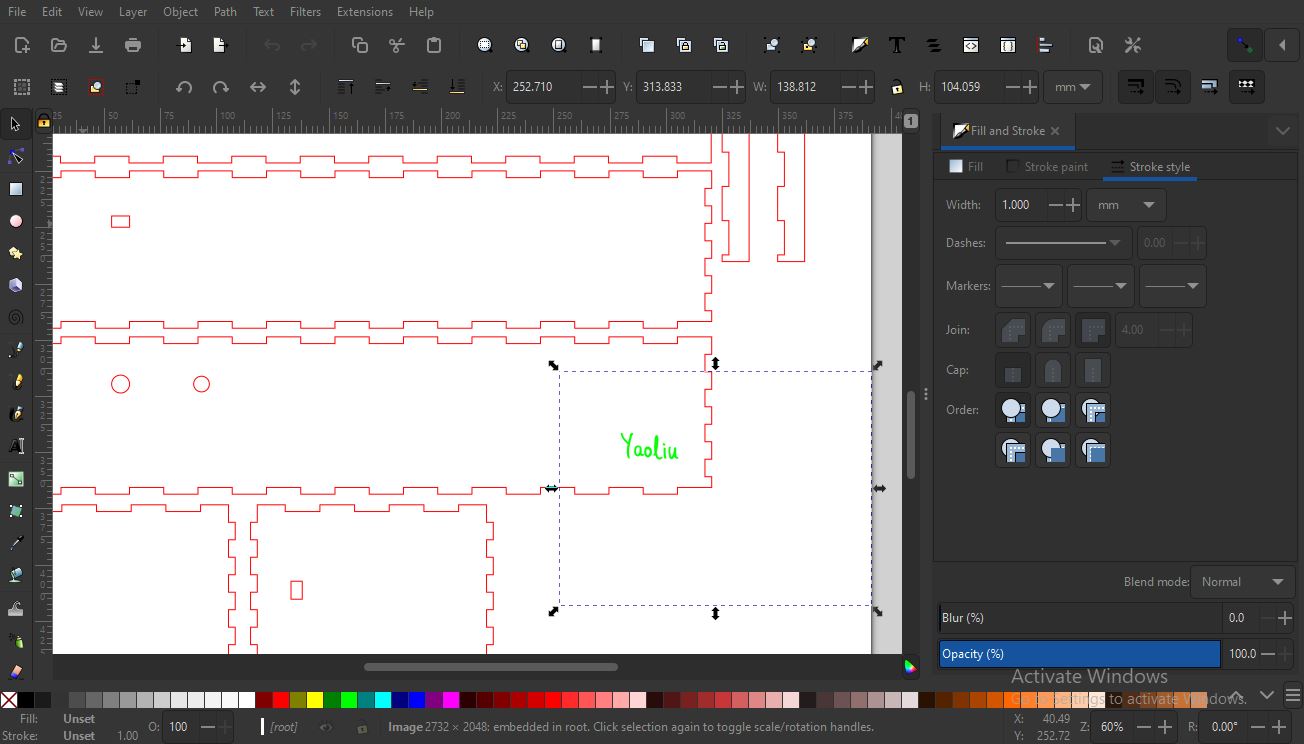 File Edit View Layer Object Path Text Filters Extensions Help
X: 252.710 Y: 313.833 W: 138.812 H: 104.059 mm
50 75 100 125 150 175 200 225 250 275 300 325 350 375
1
Fill and Stroke
Fill Stroke paint Stroke style
Width: 1.000 mm
Dashes: 0.00
Markers:
Join: 4.00
Cap:
Order:
Yaoliu
Blend mode: Normal
Blur (%) 0.0
Opacity (%) 100.0
Activate Windows
Go to Settings to activate Windows.
Fill: Unset
Stroke: Unset 1.00
O: 100
[root]
Image 2732 × 2048: embedded in root. Click selection again to toggle scale/rotation handles.
X: 40.49
Y: 252.72
Z: 60% R: 0.00°